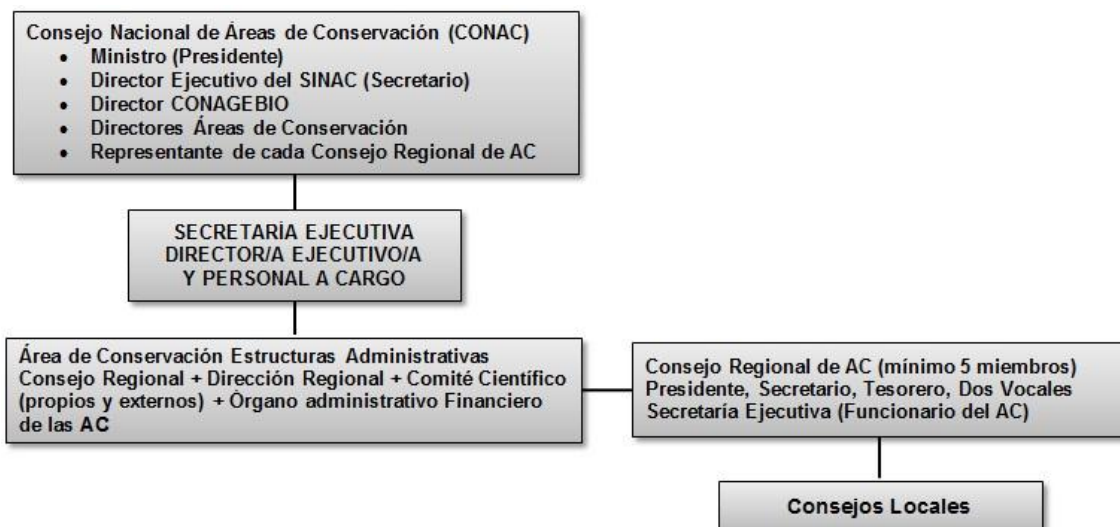 Consejo Nacional de Áreas de Conservación (CONAC)
• Ministro (Presidente)
• Director Ejecutivo del SINAC (Secretario)
• Director CONAGEBIO
• Directores Áreas de Conservación
• Representante de cada Consejo Regional de AC
SECRETARÍA EJECUTIVA
DIRECTOR/A EJECUTIVO/A
Y PERSONAL A CARGO
Área de Conservación Estructuras Administrativas
Consejo Regional + Dirección Regional + Comité Científico
(propios y externos) + Órgano administrativo Financiero
de las AC
Consejo Regional de AC (mínimo 5 miembros)
Presidente, Secretario, Tesorero, Dos Vocales
Secretaría Ejecutiva (Funcionario del AC)
Consejos Locales